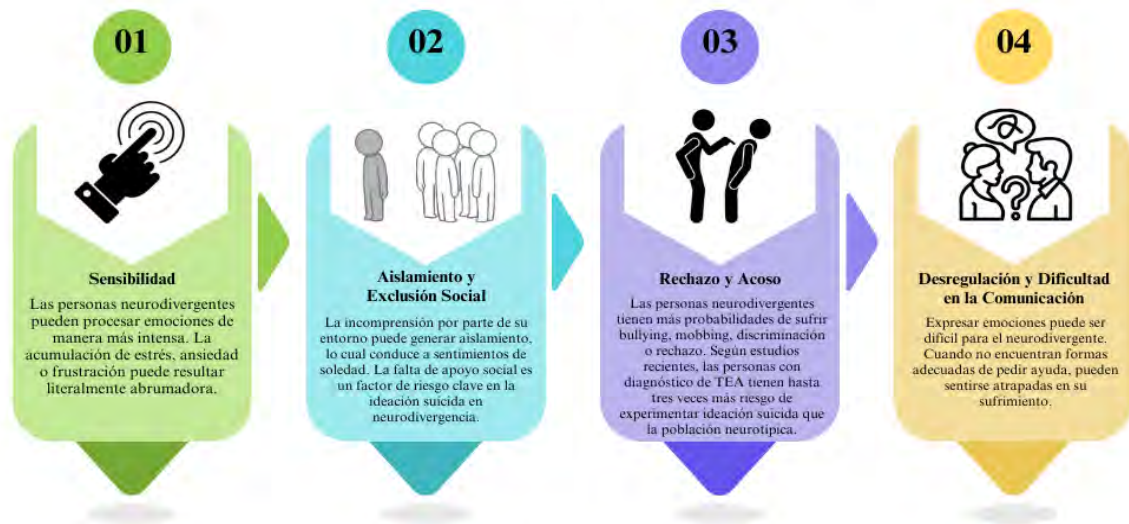 01
Sensibilidad
Las personas neurodivergentes
pueden procesar emociones de
manera más intensa. La
acumulación de estrés, ansiedad
o frustración puede resultar
literalmente abrumadora.
02
Aislamiento y
Exclusión Social
La incomprensión por parte de su
entorno puede generar aislamiento,
lo cual conduce a sentimientos de
soledad. La falta de apoyo social es
un factor de riesgo clave en la
ideación suicida en
neurodivergencia.
03
Rechazo y Acoso
Las personas neurodivergentes
tienen más probabilidades de sufrir
bullying, mobbing, discriminación
o rechazo. Según estudios
recientes, las personas con
diagnóstico de TEA tienen hasta
tres veces más riesgo de
experimentar ideación suicida que
la población neurotípica.
04
Desregulación y Dificultad
en la Comunicación
Expresar emociones puede ser
difícil para el neurodivergente.
Cuando no encuentran formas
adecuadas de pedir ayuda, pueden
sentirse atrapadas en su
sufrimiento.